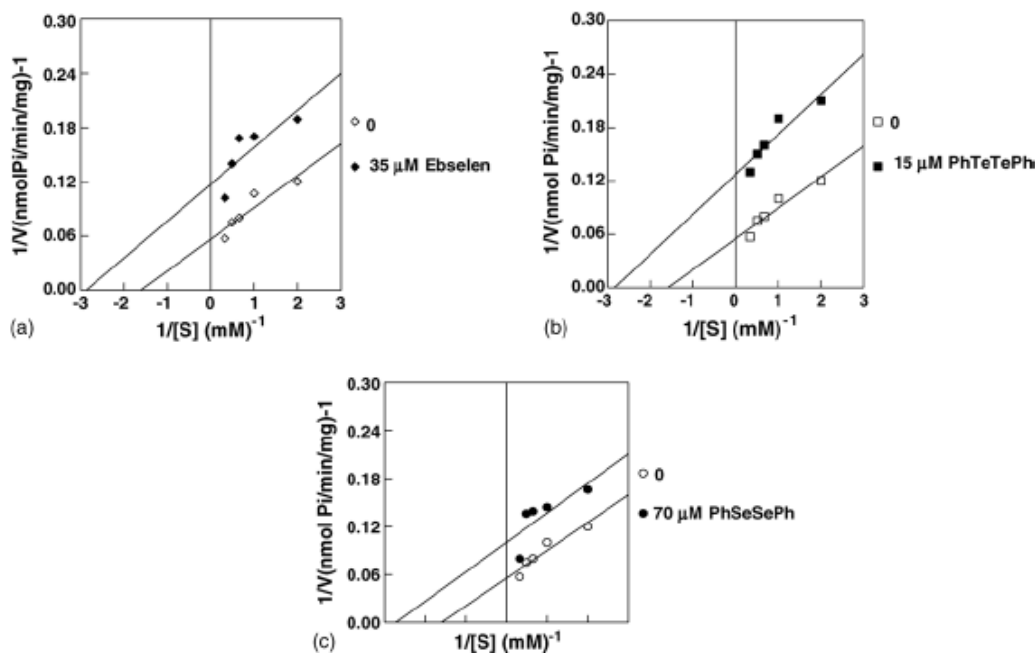 0.30
0.24
0.18
0.12
0.06
0.00
1/V(nmolPi/min/mg)-1
-3 -2 -1 0 1 2 3
1/[S] (mM)-1
(a)
0
35 µM Ebselen
0.30
0.24
0.18
0.12
0.06
0.00
1/V(nmol Pi/min/mg)-1
-3 -2 -1 0 1 2 3
1/[S] (mM)-1
(b)
0
15 µM PhTeTePh
0.30
0.24
0.18
0.12
0.06
0.00
1/V(nmol Pi/min/mg)-1
1/[S] (mM)-1
(c)
0
70 µM PhSeSePh